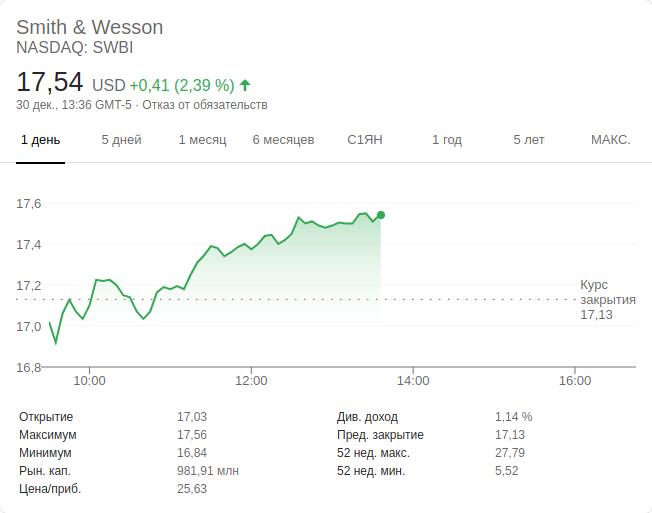 Smith & Wesson
NASDAQ: SWBI
17,54 USD +0,41 (2,39 %)
30 дек., 13:36 GMT-5 · Отказ от обязательств
1 день 5 дней 1 месяц 6 месяцев С1ЯН 1 год 5 лет МАКС.
17,6
17,4
17,2
17,0
16,8
Курс
закрытия
17,13
10:00 12:00 14:00 16:00
Открытие 17,03
Максимум 17,56
Минимум 16,84
Рын. кап. 981,91 млн
Цена/приб. 25,63
Див. доход 1,14 %
Пред. закрытие 17,13
52 нед. макс. 27,79
52 нед. мин. 5,52